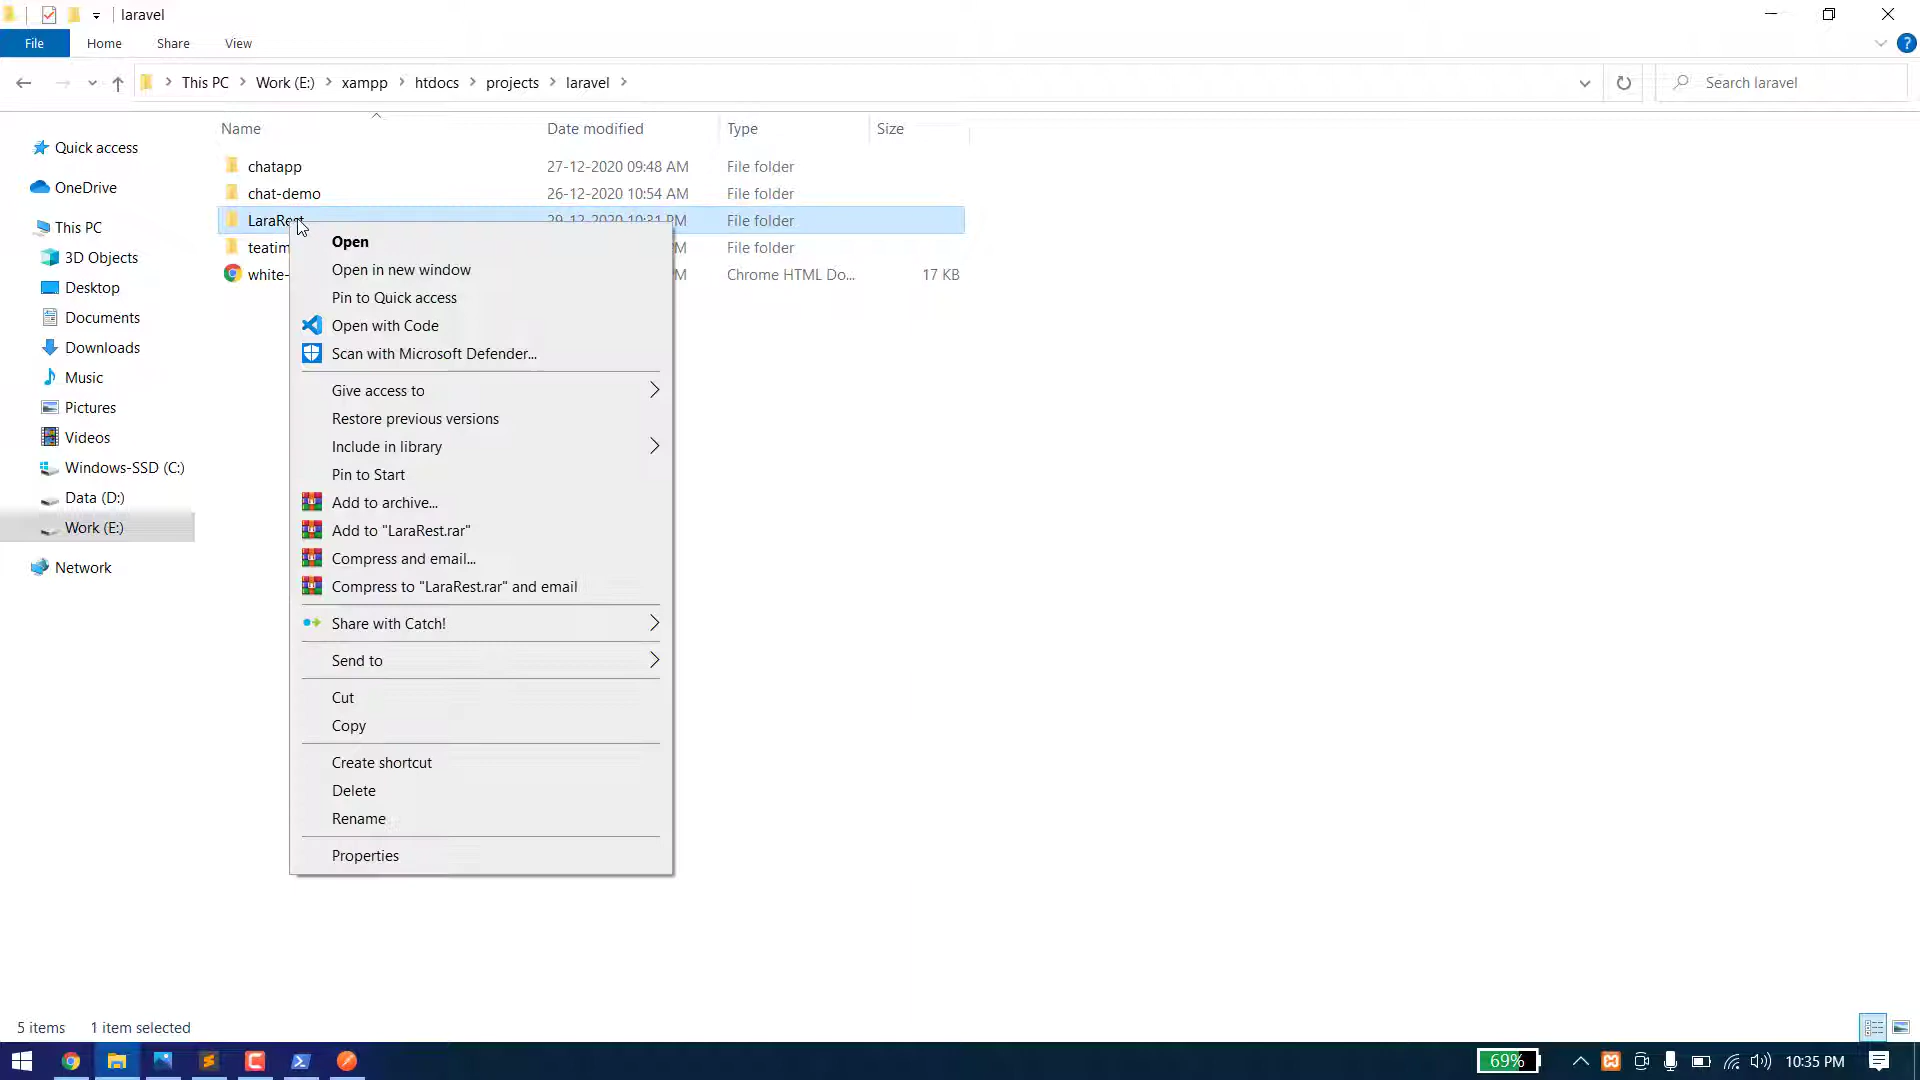 laravel
File Home Share View
This PC Work (E:) xampp htdocs projects laravel
Search laravel
Name Date modified Type Size
Quick access
OneDrive
This PC
3D Objects
Desktop
Documents
Downloads
Music
Pictures
Videos
Windows-SSD (C:)
Data (D:)
Work (E:)
Network
chatapp 27-12-2020 09:48 AM File folder
chat-demo 26-12-2020 10:54 AM File folder
LaraRest 29-12-2020 10:31 PM File folder
teatim M File folder
white- M Chrome HTML Do... 17 KB
Open
Open in new window
Pin to Quick access
Open with Code
Scan with Microsoft Defender...
Give access to
Restore previous versions
Include in library
Pin to Start
Add to archive...
Add to "LaraRest.rar"
Compress and email...
Compress to "LaraRest.rar" and email
Share with Catch!
Send to
Cut
Copy
Create shortcut
Delete
Rename
Properties
5 items 1 item selected
69% 10:35 PM